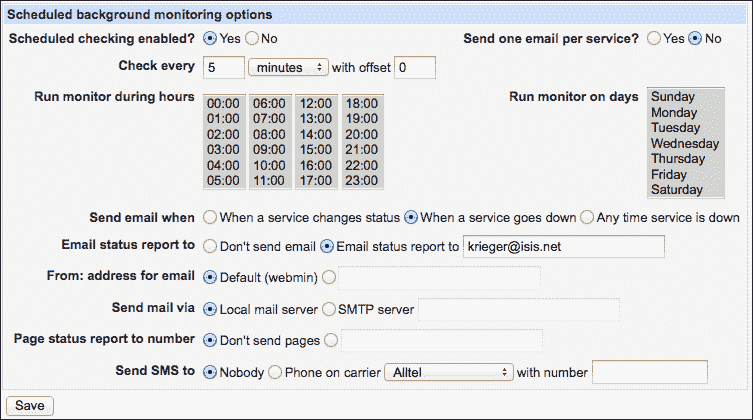 Scheduled background monitoring options
Scheduled checking enabled? Yes No
Send one email per service? Yes No
Check every 5 minutes with offset 0
Run monitor during hours
00:00 06:00 12:00 18:00
01:00 07:00 13:00 19:00
02:00 08:00 14:00 20:00
03:00 09:00 15:00 21:00
04:00 10:00 16:00 22:00
05:00 11:00 17:00 23:00
Run monitor on days
Sunday
Monday
Tuesday
Wednesday
Thursday
Friday
Saturday
Send email when When a service changes status When a service goes down Any time service is down
Email status report to Don't send email Email status report to krieger@isis.net
From: address for email Default (webmin)
Send mail via Local mail server SMTP server
Page status report to number Don't send pages
Send SMS to Nobody Phone on carrier Alltel with number
Save